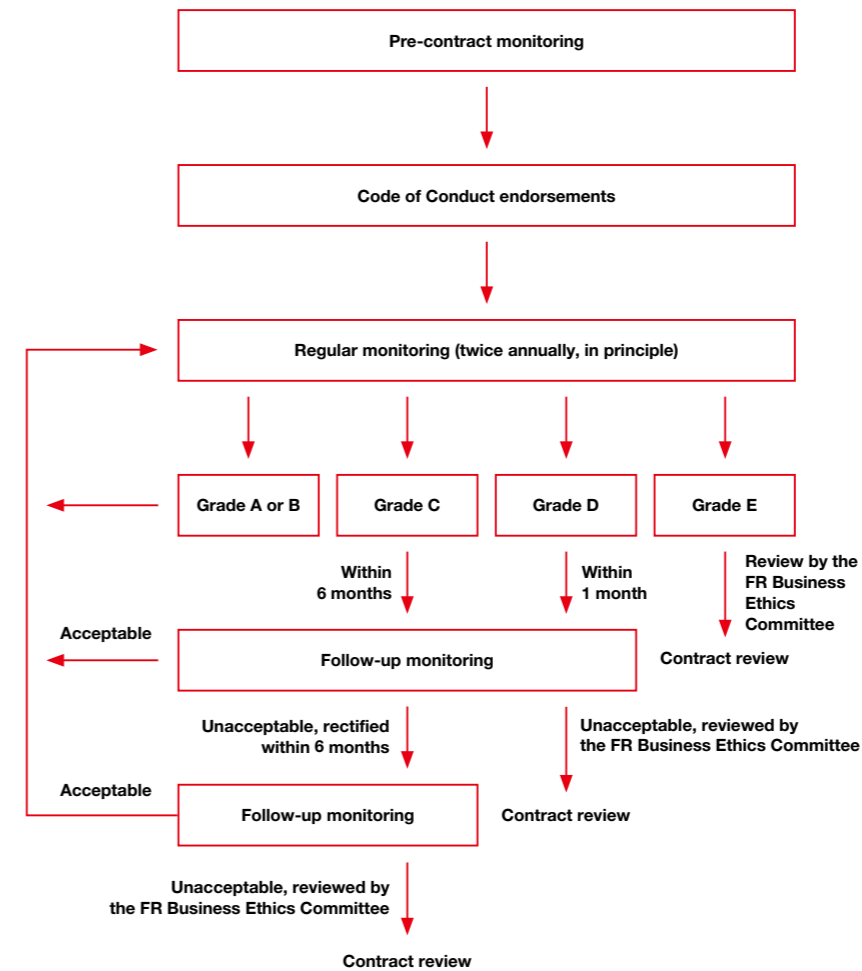 Pre-contract monitoring
Code of Conduct endorsements
Regular monitoring (twice annually, in principle)
Grade A or B
Grade C
Grade D
Grade E
Within
6 months
Within
1 month
Review by the
FR Business
Ethics
Committee
Acceptable
Follow-up monitoring
Contract review
Unacceptable, rectified
within 6 months
Unacceptable, reviewed by
the FR Business Ethics Committee
Acceptable
Follow-up monitoring
Contract review
Unacceptable, reviewed by
the FR Business Ethics Committee
Contract review